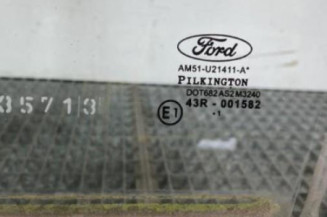 Ford
AM51-U21411-A*
PILKINGTON
DOT682 AS2 M3240
43R - 001582
E1
-1
35713